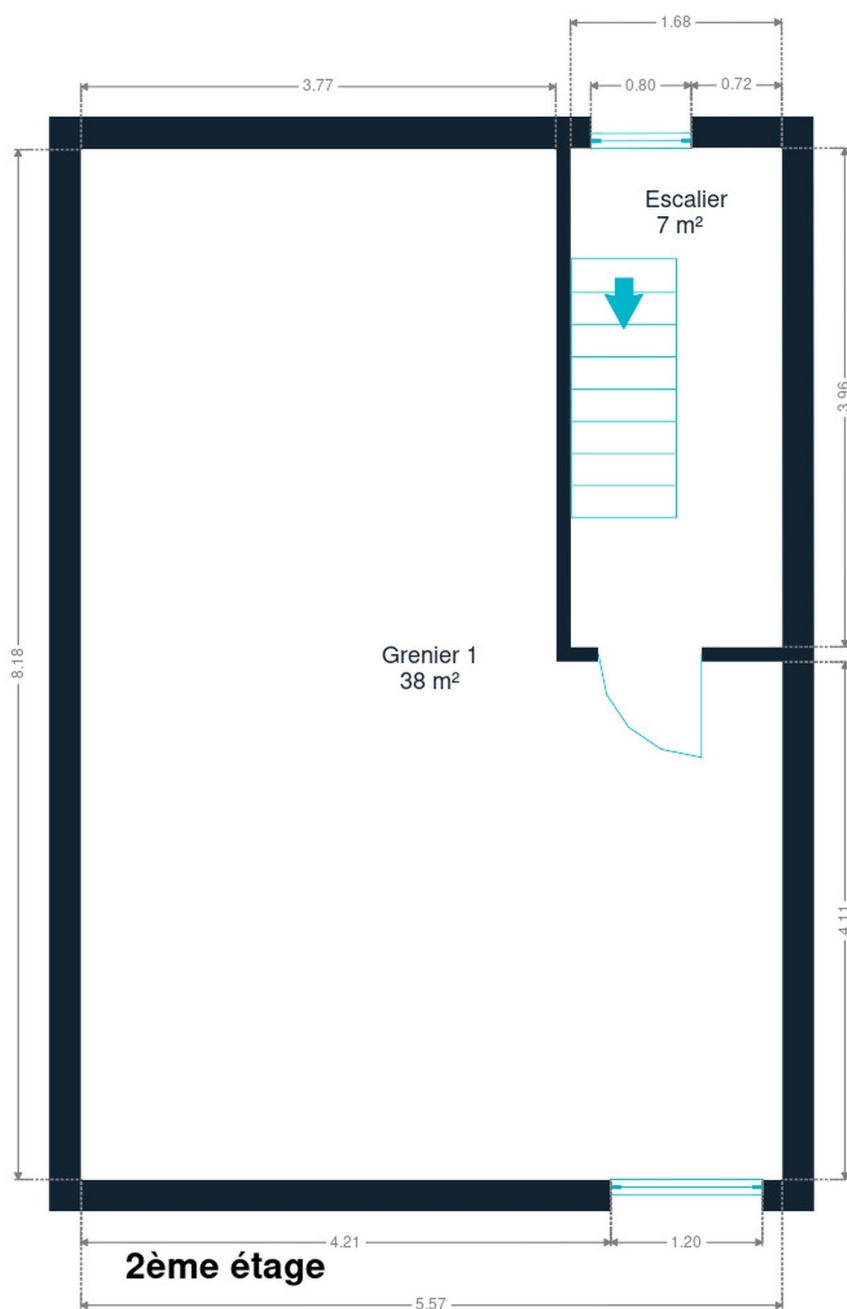 1.68
3.77
0.80
0.72
Escalier
7 m²
3.96
8.18
Grenier 1
38 m²
4.11
4.21
1.20
2ème étage
5.57